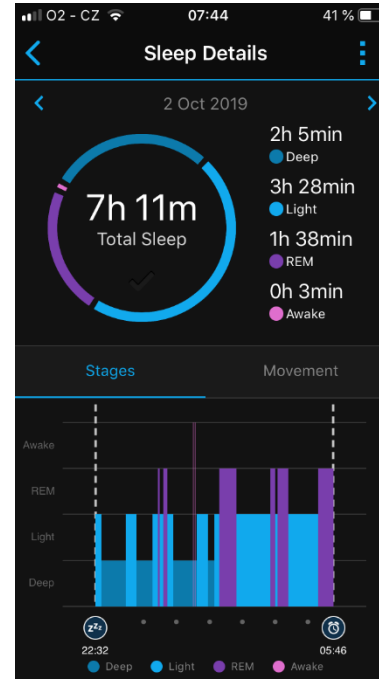 O2 - CZ 07:44 41 %
Sleep Details
2 Oct 2019
2h 5min
Deep
3h 28min
Light
1h 38min
REM
0h 3min
Awake
7h 11m
Total Sleep
Stages Movement
Awake
REM
Light
Deep
zzz
22:32 05:46
Deep Light REM Awake